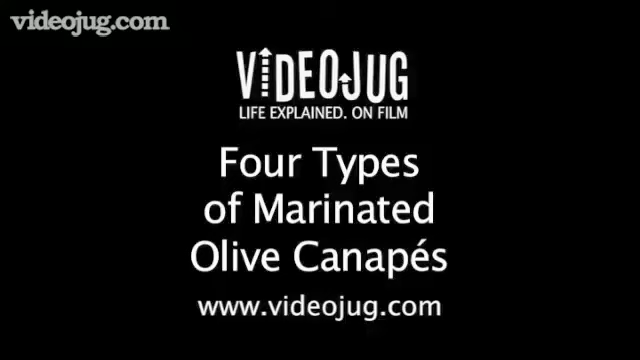 videojug.com
VIDEOJUG
LIFE EXPLAINED. ON FILM
Four Types
of Marinated
Olive Canapés
www.videojug.com